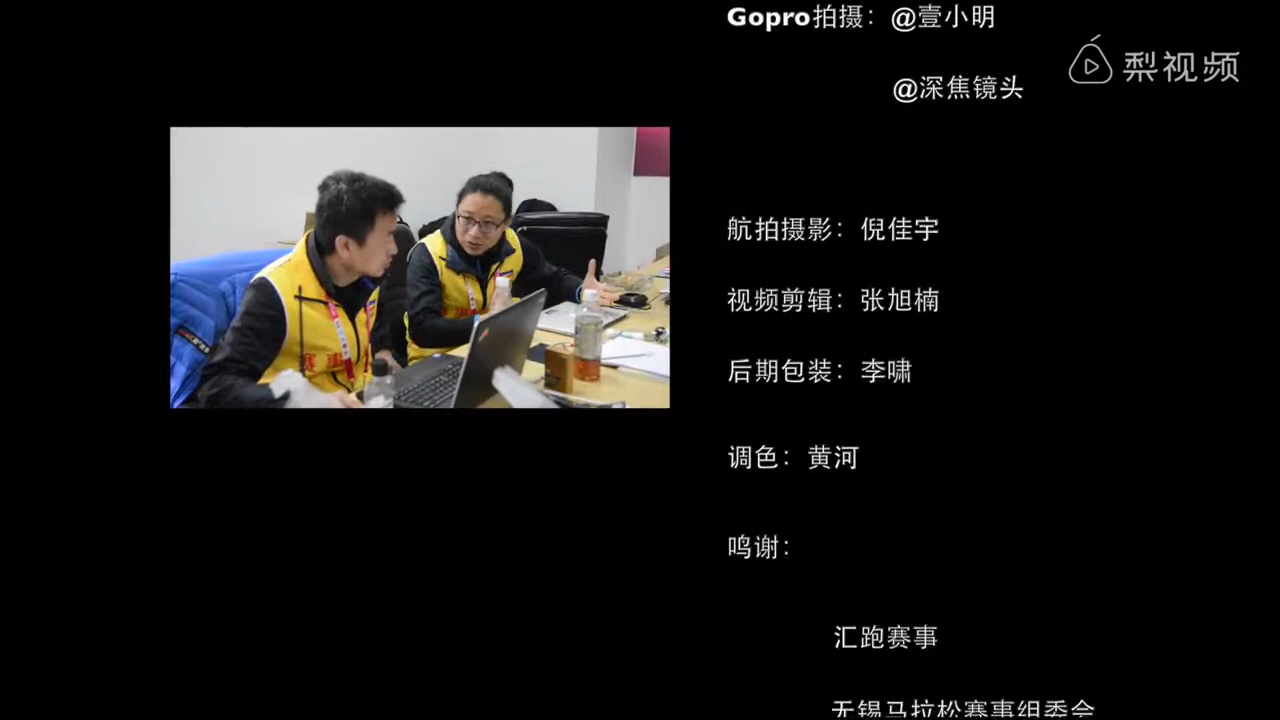 Gopro拍摄：@壹小明
梨视频
@深焦镜头
航拍摄影：倪佳宇
视频剪辑：张旭楠
后期包装：李啸
调色：黄河
鸣谢：
汇跑赛事
无锡马拉松赛事组委会
赛事